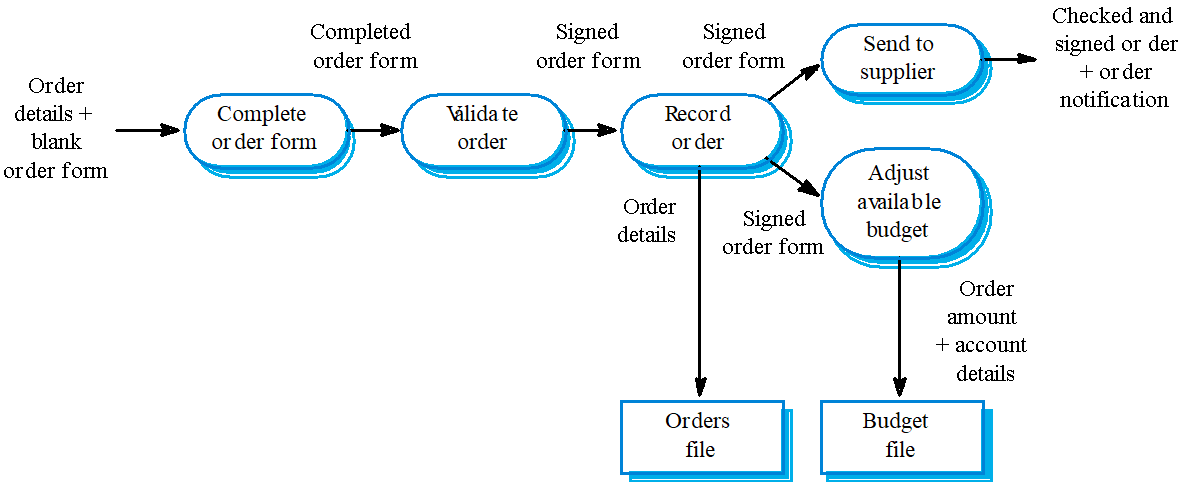 Order
details +
blank
order form
Complete
order form
Completed
order form
Validate
order
Signed
order form
Record
order
Signed
order form
Send to
supplier
Checked and
signed or der
+ order
notification
Order
details
Signed
order form
Adjust
available
budget
Order
amount
+ account
details
Orders
file
Budget
file